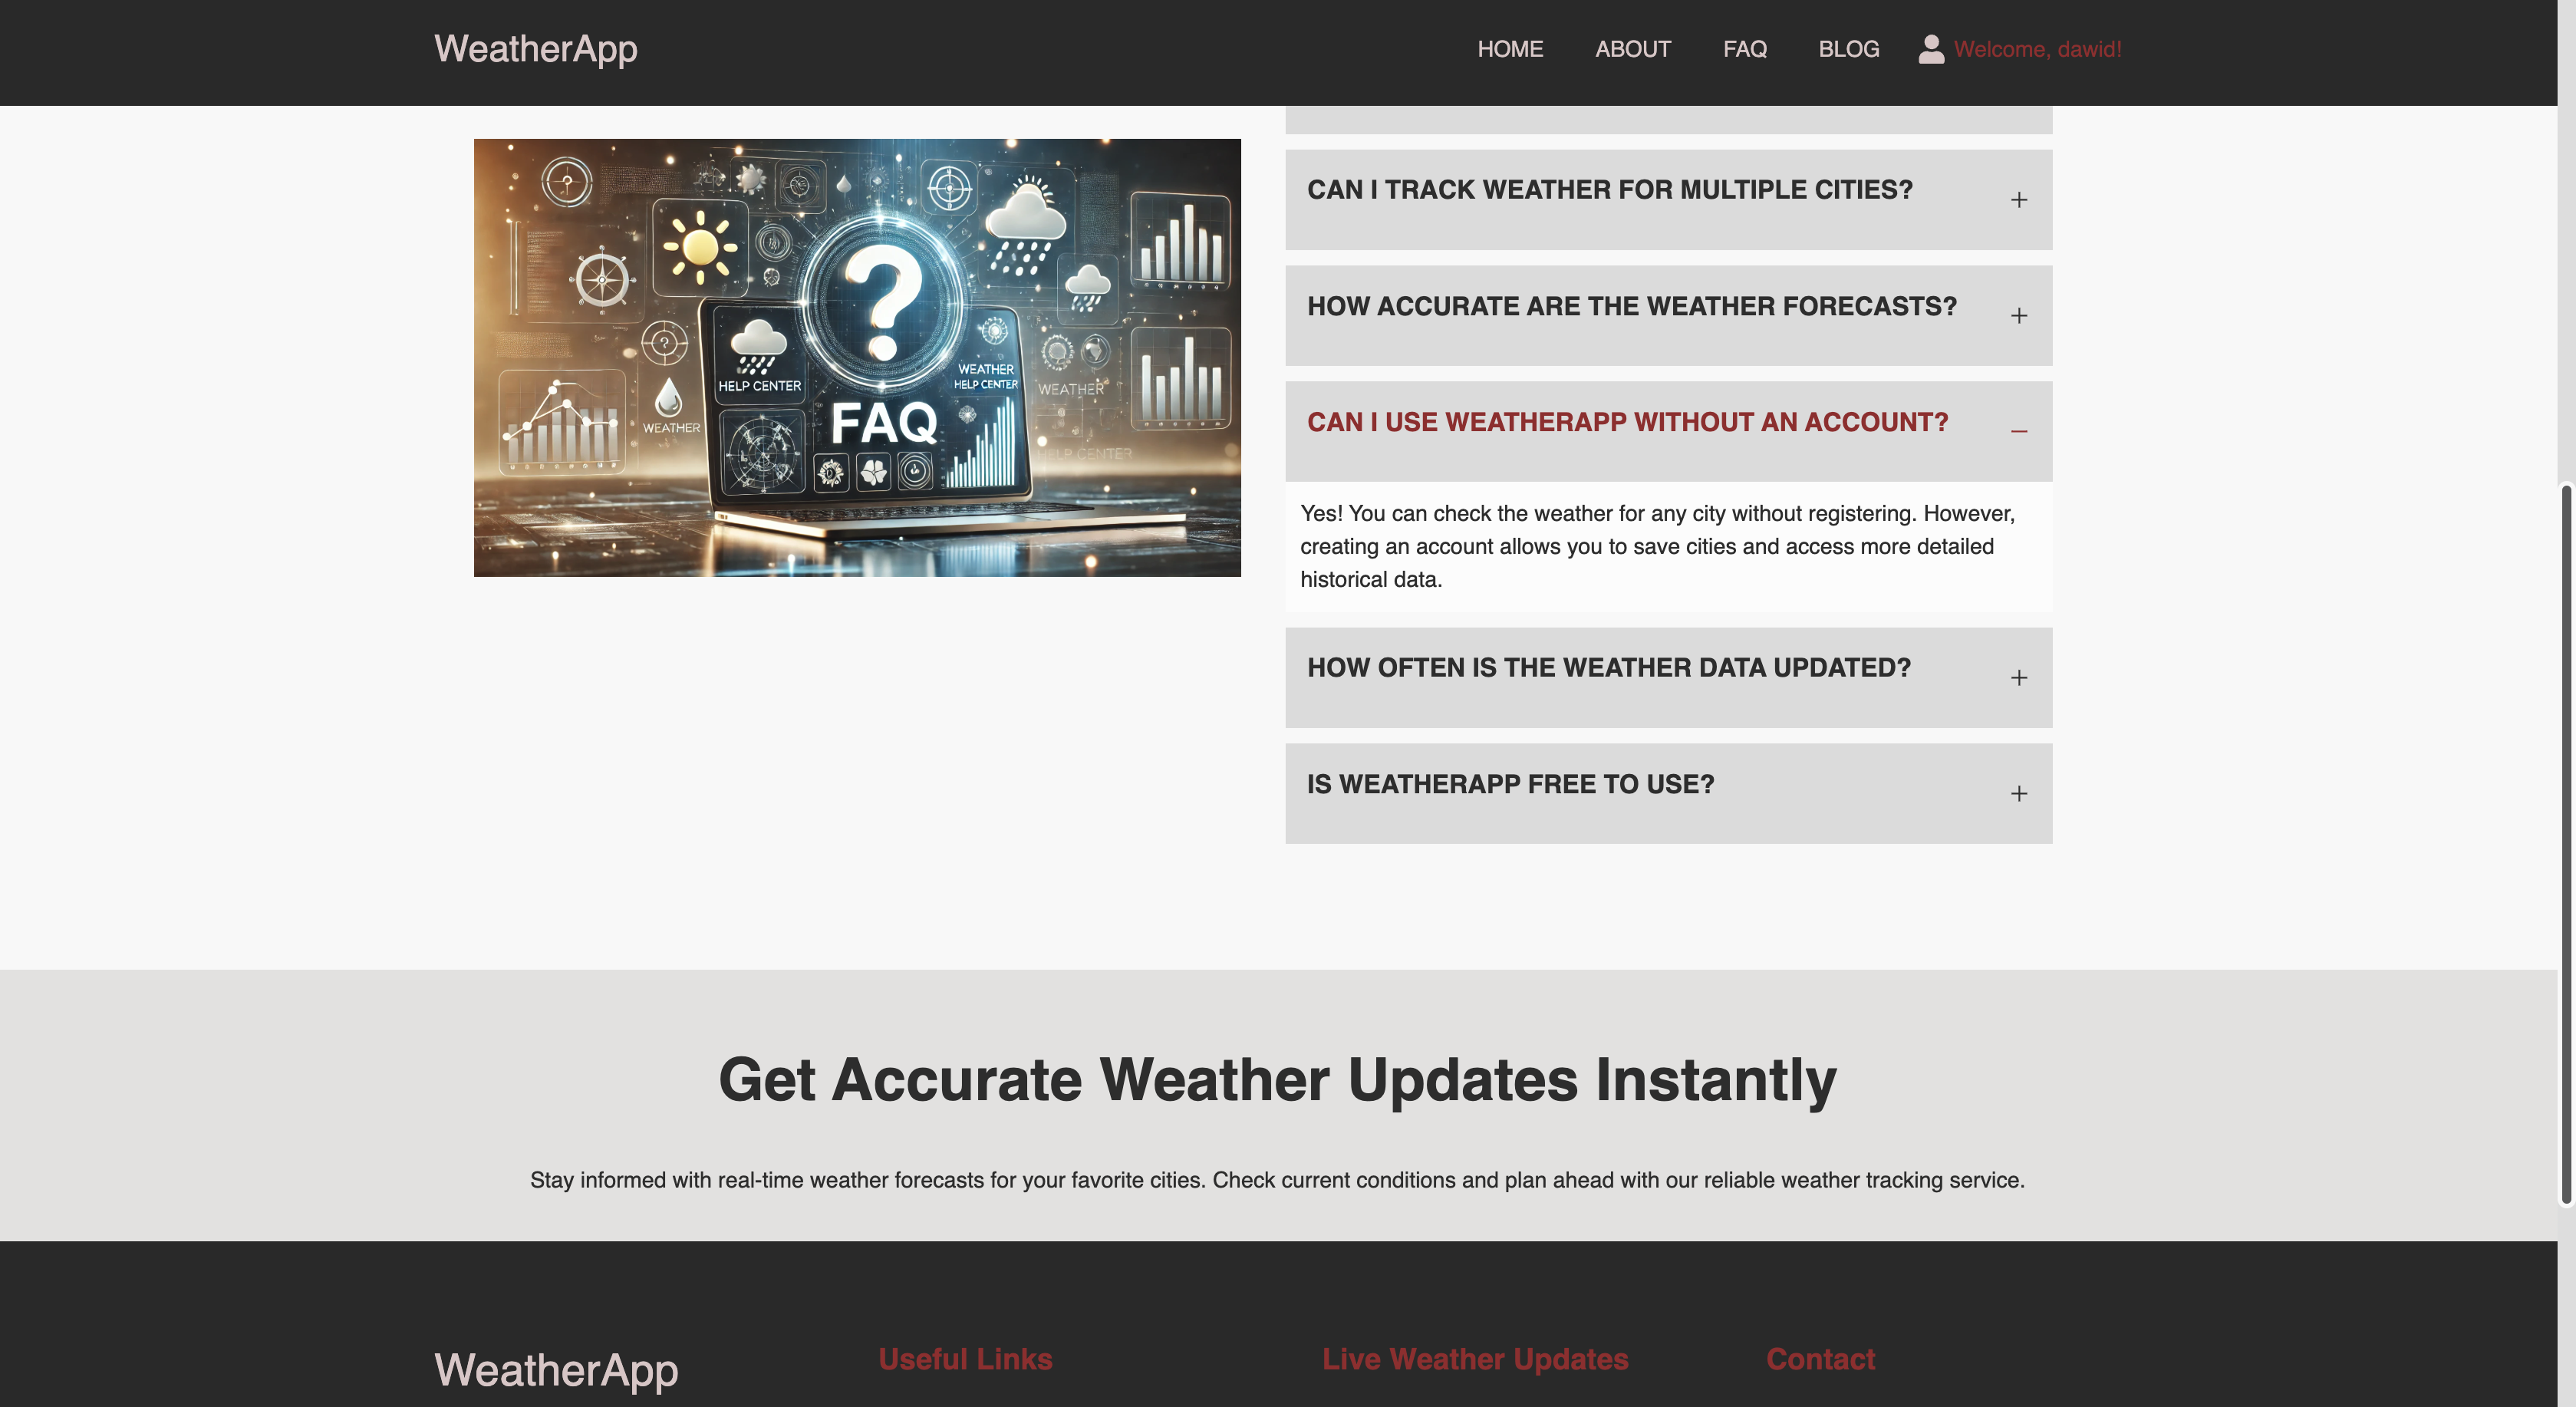 WeatherApp
HOME ABOUT FAQ BLOG Welcome, dawid!
HELP CENTER
WEATHER
HELP CENTER
WEATHER
WEATHER
FAQ
HELP CENTER
CAN I TRACK WEATHER FOR MULTIPLE CITIES?
HOW ACCURATE ARE THE WEATHER FORECASTS?
CAN I USE WEATHERAPP WITHOUT AN ACCOUNT?
Yes! You can check the weather for any city without registering. However,
creating an account allows you to save cities and access more detailed
historical data.
HOW OFTEN IS THE WEATHER DATA UPDATED?
IS WEATHERAPP FREE TO USE?
Get Accurate Weather Updates Instantly
Stay informed with real-time weather forecasts for your favorite cities. Check current conditions and plan ahead with our reliable weather tracking service.
WeatherApp
Useful Links
Live Weather Updates
Contact